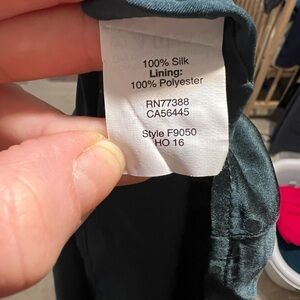 100% Silk
Lining:
100% Polyester
RN77388
CA56445
Style F9050
HO 16